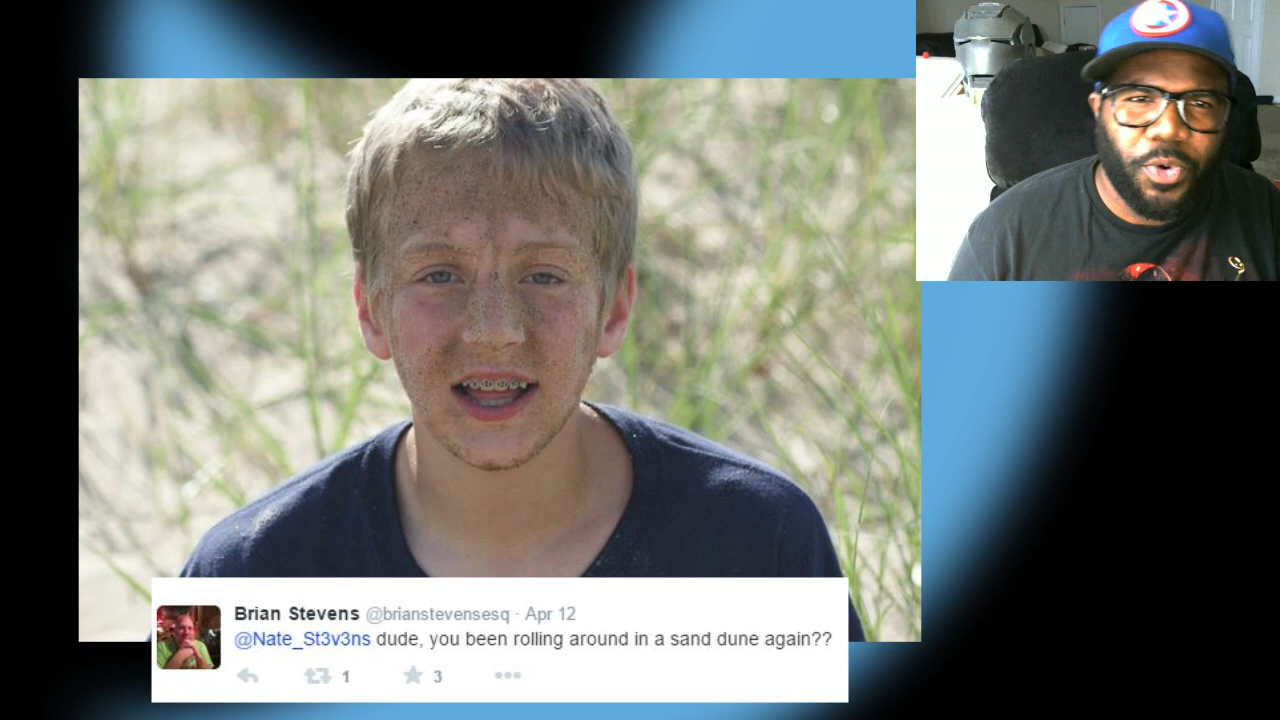 Brian Stevens @brianstevensesq · Apr 12
@Nate_St3v3ns dude, you been rolling around in a sand dune again??
1 3